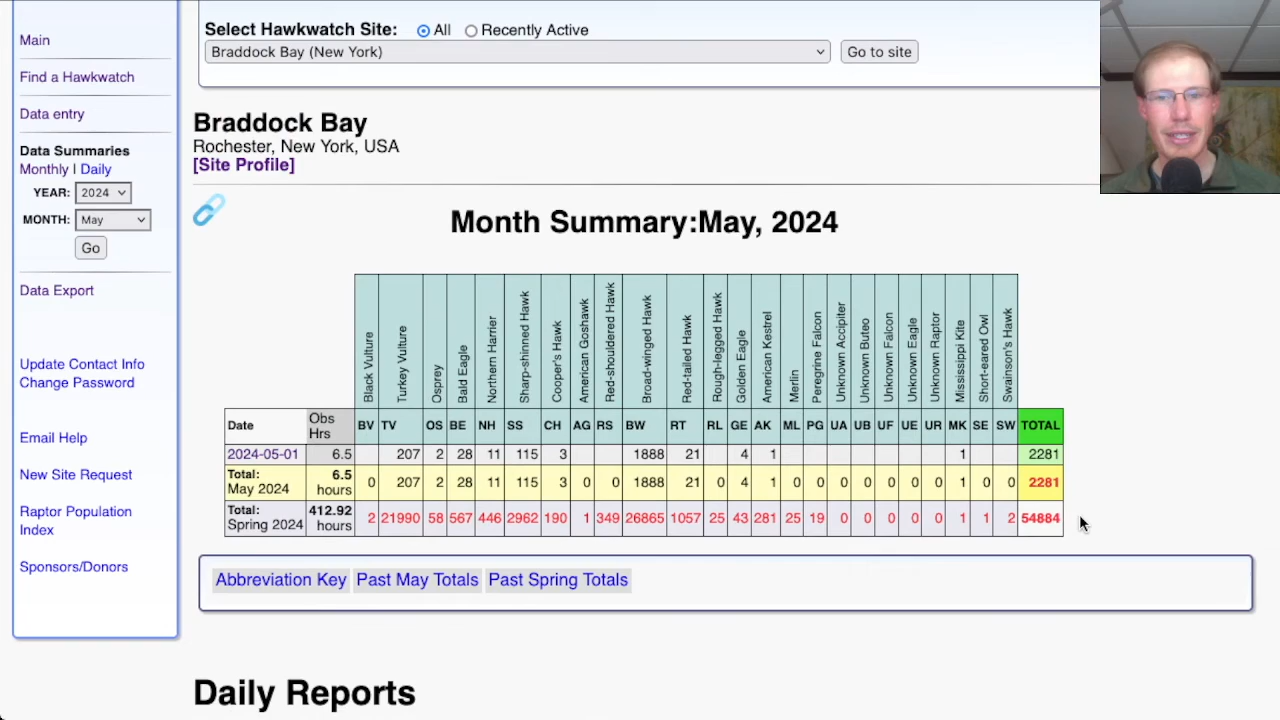 Main
Find a Hawkwatch
Data entry
Data Summaries
Monthly | Daily
YEAR: 2024
MONTH: May
Go
Data Export
Update Contact Info
Change Password
Email Help
New Site Request
Raptor Population
Index
Sponsors/Donors
Select Hawkwatch Site: All Recently Active
Braddock Bay (New York) Go to site
Braddock Bay
Rochester, New York, USA
[Site Profile]
Month Summary:May, 2024
Black Vulture Turkey Vulture Osprey Bald Eagle Northern Harrier Sharp-shinned Hawk Cooper's Hawk American Goshawk Red-shouldered Hawk Broad-winged Hawk Red-tailed Hawk Rough-legged Hawk Golden Eagle American Kestrel Merlin Peregrine Falcon Unknown Accipiter Unknown Buteo Unknown Falcon Unknown Eagle Unknown Raptor Mississippi Kite Short-eared Owl Swainson's Hawk
Date Obs Hrs BV TV OS BE NH SS CH AG RS BW RT RL GE AK ML PG UA UB UF UE UR MK SE SW TOTAL
2024-05-01 6.5 207 2 28 11 115 3 1888 21 4 1 1 2281
Total: May 2024 6.5 hours 0 207 2 28 11 115 3 0 0 1888 21 0 4 1 0 0 0 0 0 0 0 1 0 0 2281
Total: Spring 2024 412.92 hours 2 21990 58 567 446 2962 190 1 349 26865 1057 25 43 281 25 19 0 0 0 0 0 1 1 2 54884
Abbreviation Key Past May Totals Past Spring Totals
Daily Reports